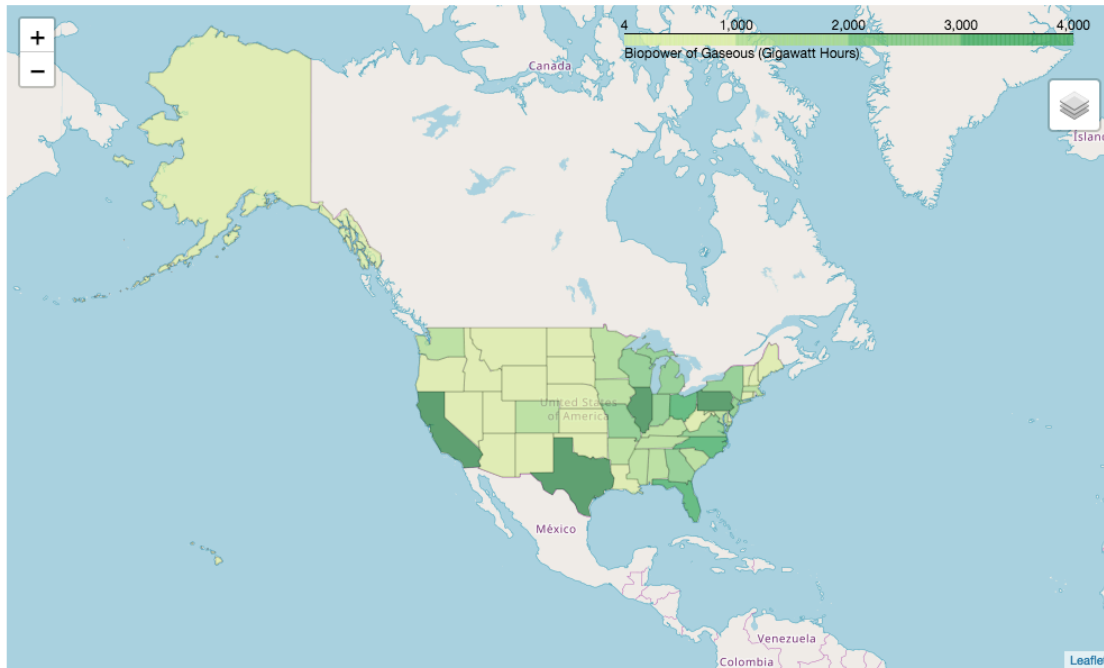 +
−
4 1,000 2,000 3,000 4,000
Biopower of Gaseous (Gigawatt Hours)
Canada
Ísland
United States
of America
México
Venezuela
Colombia
Leaflet